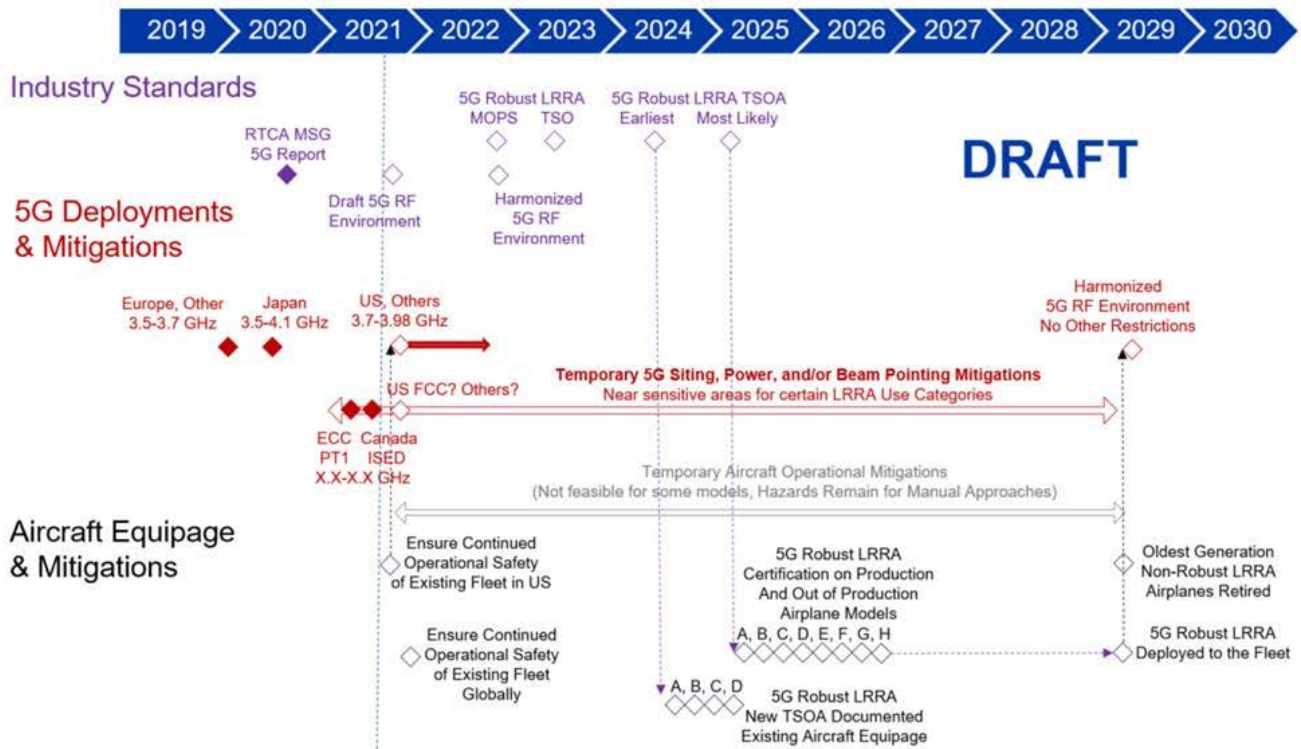 2019 2020 2021 2022 2023 2024 2025 2026 2027 2028 2029 2030
Industry Standards
RTCA MSG
5G Report
Draft 5G RF
Environment
5G Robust LRRA
MOPS TSO
Harmonized
5G RF
Environment
5G Robust LRRA TSOA
Earliest Most Likely
DRAFT
5G Deployments
& Mitigations
Europe, Other
3.5-3.7 GHz
Japan
3.5-4.1 GHz
US, Others
3.7-3.98 GHz
Harmonized
5G RF Environment
No Other Restrictions
US FCC? Others?
Temporary 5G Siting, Power, and/or Beam Pointing Mitigations
Near sensitive areas for certain LRRA Use Categories
ECC Canada
PT1 ISED
X.X-X.X GHz
Temporary Aircraft Operational Mitigations
(Not feasible for some models, Hazards Remain for Manual Approaches)
Aircraft Equipage
& Mitigations
Ensure Continued
Operational Safety
of Existing Fleet in US
Ensure Continued
Operational Safety
of Existing Fleet
Globally
5G Robust LRRA
Certification on Production
And Out of Production
Airplane Models
A, B, C, D, E, F, G, H
A, B, C, D
5G Robust LRRA
New TSOA Documented
Existing Aircraft Equipage
Oldest Generation
Non-Robust LRRA
Airplanes Retired
5G Robust LRRA
Deployed to the Fleet